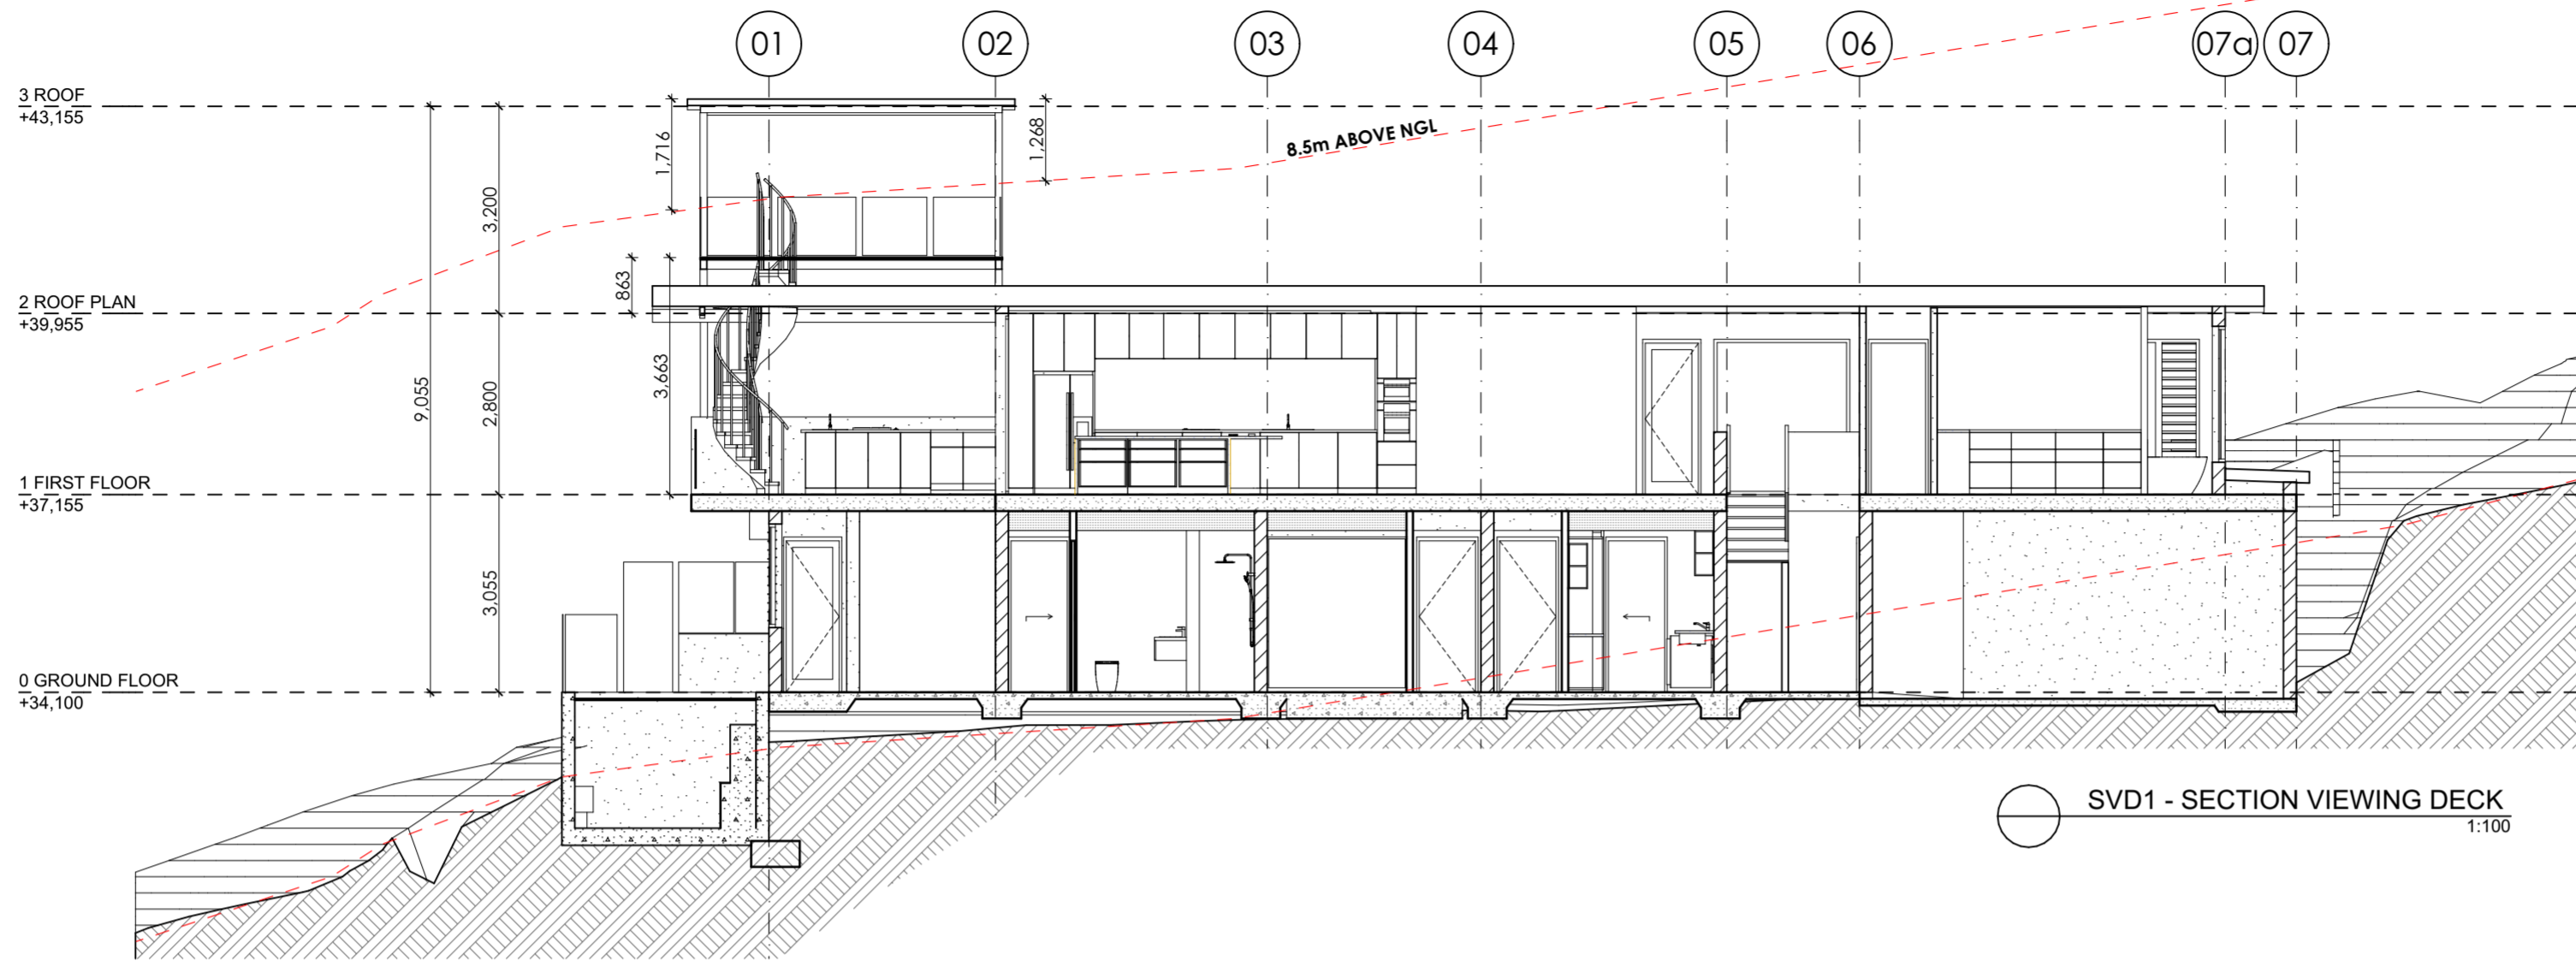 01 02 03 04 05 06 07a 07
3 ROOF
+43,155
8.5m ABOVE NGL
1,716
1,268
3,200
863
2 ROOF PLAN
+39,955
9,055
2,800
3,663
1 FIRST FLOOR
+37,155
3,055
0 GROUND FLOOR
+34,100
SVD1 - SECTION VIEWING DECK
1:100